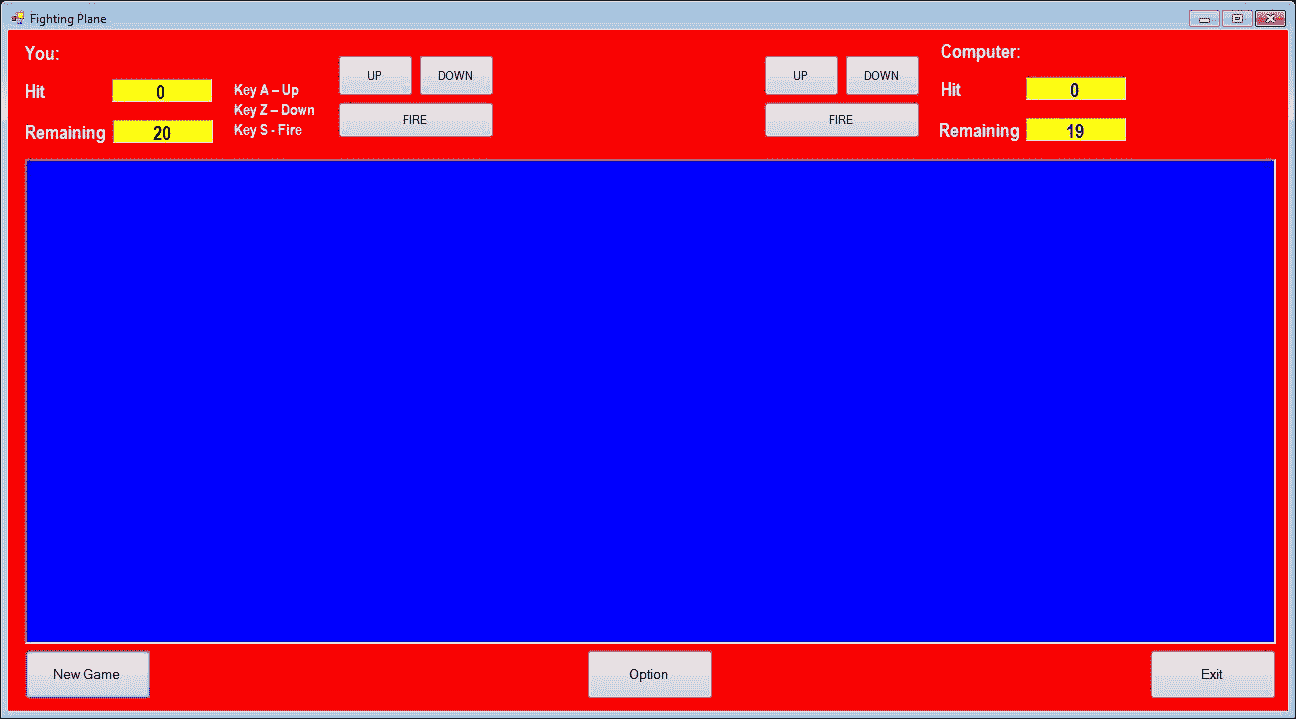 Fighting Plane
You:
Hit 0
Remaining 20
Key A – Up
Key Z – Down
Key S - Fire
UP DOWN
FIRE
UP DOWN
FIRE
Computer:
Hit 0
Remaining 19
New Game Option Exit